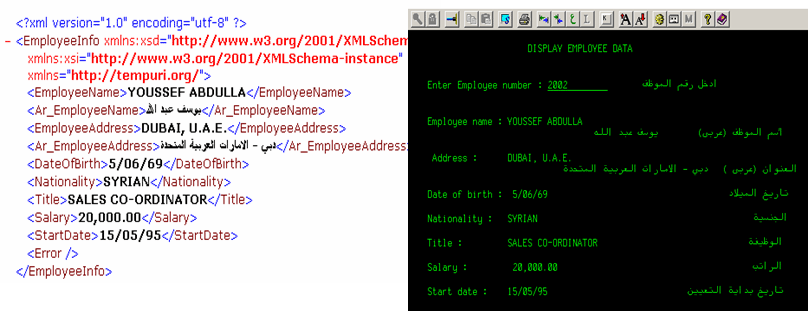 <?xml version="1.0" encoding="utf-8" ?>
- <EmployeeInfo xmlns:xsd="http://www.w3.org/2001/XMLSchem
xmlns:xsi="http://www.w3.org/2001/XMLSchema-instance"
xmlns="http://tempuri.org/">
<EmployeeName>YOUSSEF ABDULLA</EmployeeName>
<Ar_EmployeeName>يوسف عبد الله</Ar_EmployeeName>
<EmployeeAddress>DUBAI, U.A.E.</EmployeeAddress>
<Ar_EmployeeAddress>دبي - الامارات العربية المتحدة</Ar_EmployeeAddress>
<DateOfBirth>5/06/69</DateOfBirth>
<Nationality>SYRIAN</Nationality>
<Title>SALES CO-ORDINATOR</Title>
<Salary>20,000.00</Salary>
<StartDate>15/05/95</StartDate>
<Error />
</EmployeeInfo>
DISPLAY EMPLOYEE DATA
Enter Employee number : 2002 ادخل رقم الموظف
Employee name : YOUSSEF ABDULLA
اسم الموظف (عربي) يوسف عبد الله
Address : DUBAI, U.A.E.
العنوان (عربي ) دبي - الامارات العربية المتحدة
Date of birth : 5/06/69 تاريخ الميلاد
Nationality : SYRIAN الجنسية
Title : SALES CO-ORDINATOR الوظيفة
Salary : 20,000.00 الراتب
Start date : 15/05/95 تاريخ بداية التعيين